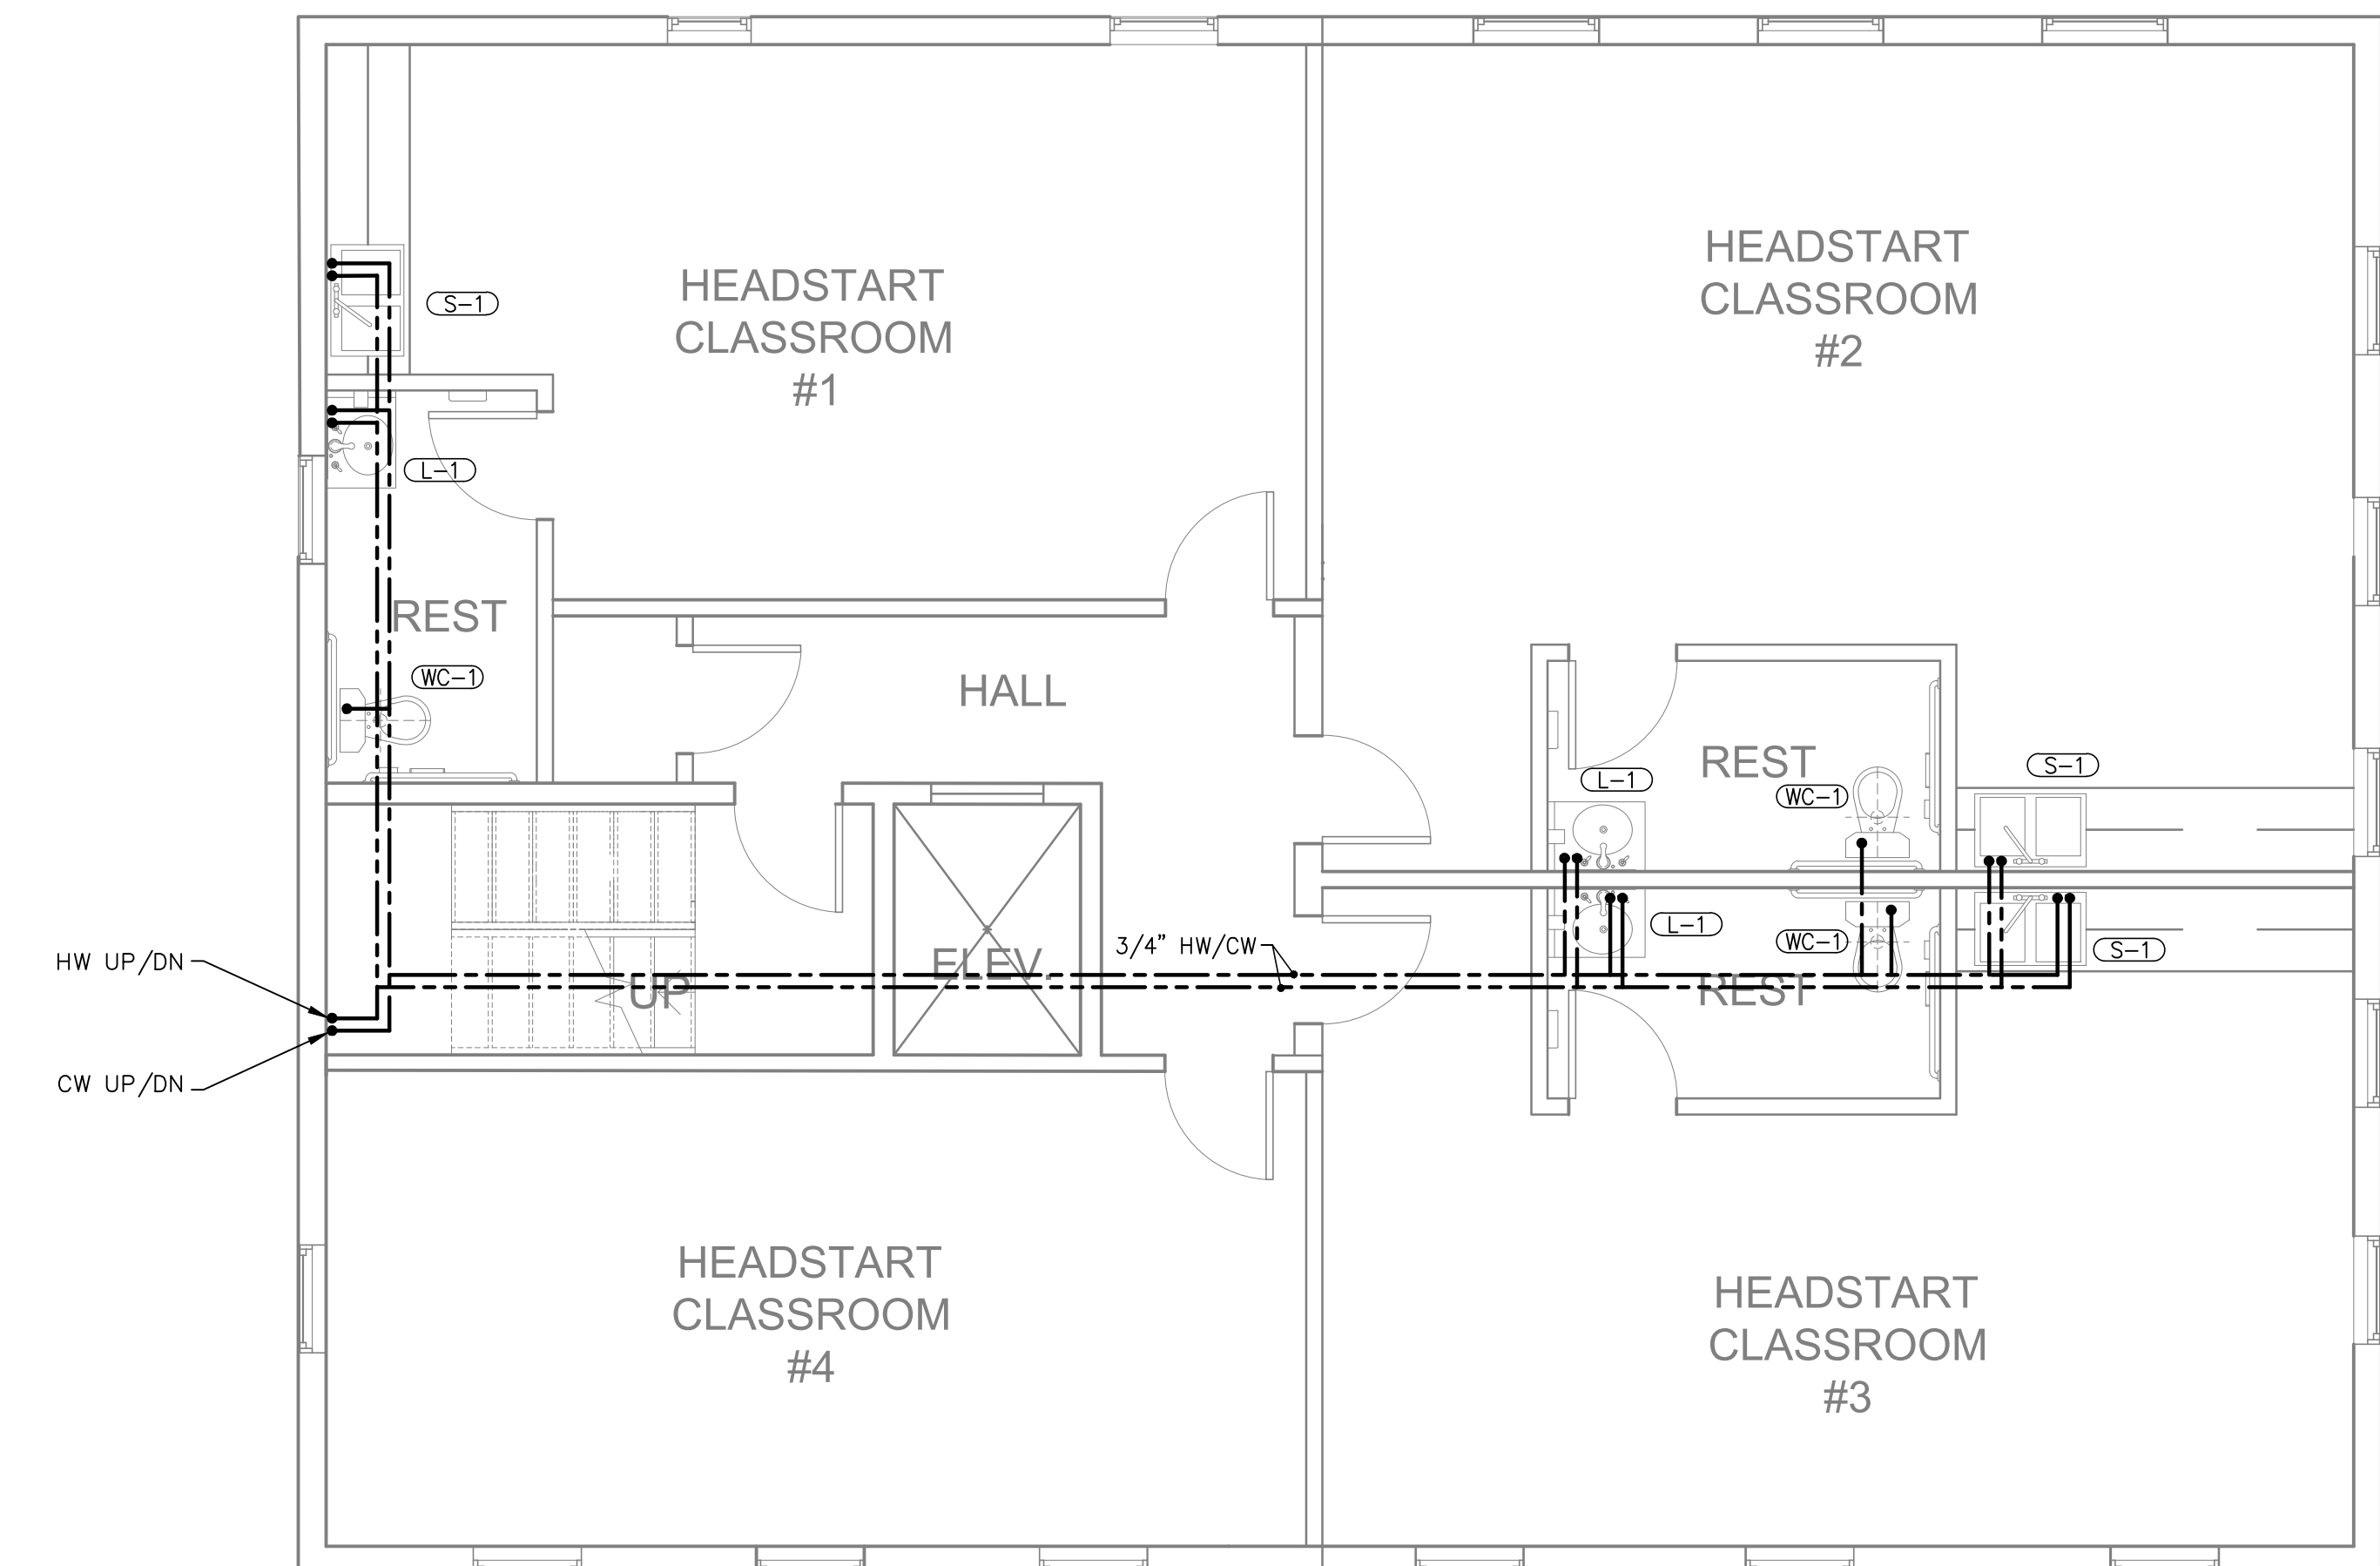 HEADSTART
CLASSROOM
#1
HEADSTART
CLASSROOM
#2
S-1
L-1
REST
WC-1
HALL
REST
L-1
WC-1
S-1
L-1
WC-1
S-1
ELEV.
UP
3/4" HW/CW
REST
HW UP/DN
CW UP/DN
HEADSTART
CLASSROOM
#4
HEADSTART
CLASSROOM
#3